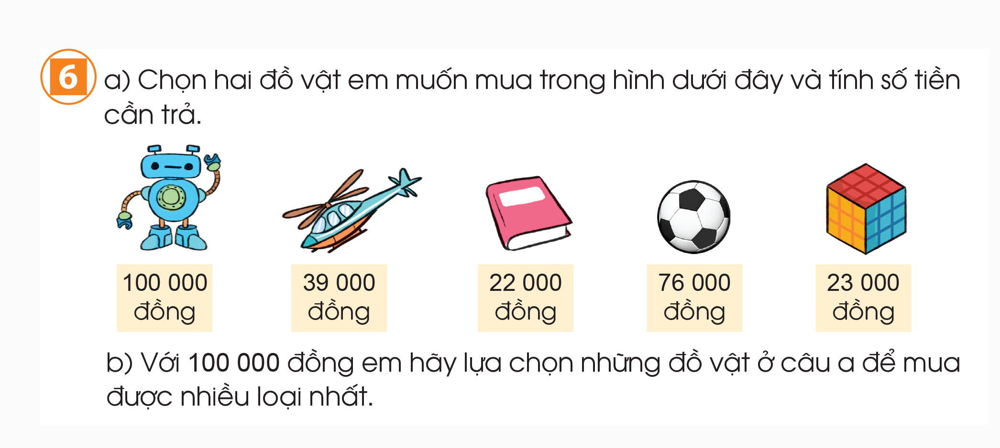 6 a) Chọn hai đồ vật em muốn mua trong hình dưới đây và tính số tiền
cần trả.
100 000 đồng
39 000 đồng
22 000 đồng
76 000 đồng
23 000 đồng
b) Với 100 000 đồng em hãy lựa chọn những đồ vật ở câu a để mua
được nhiều loại nhất.